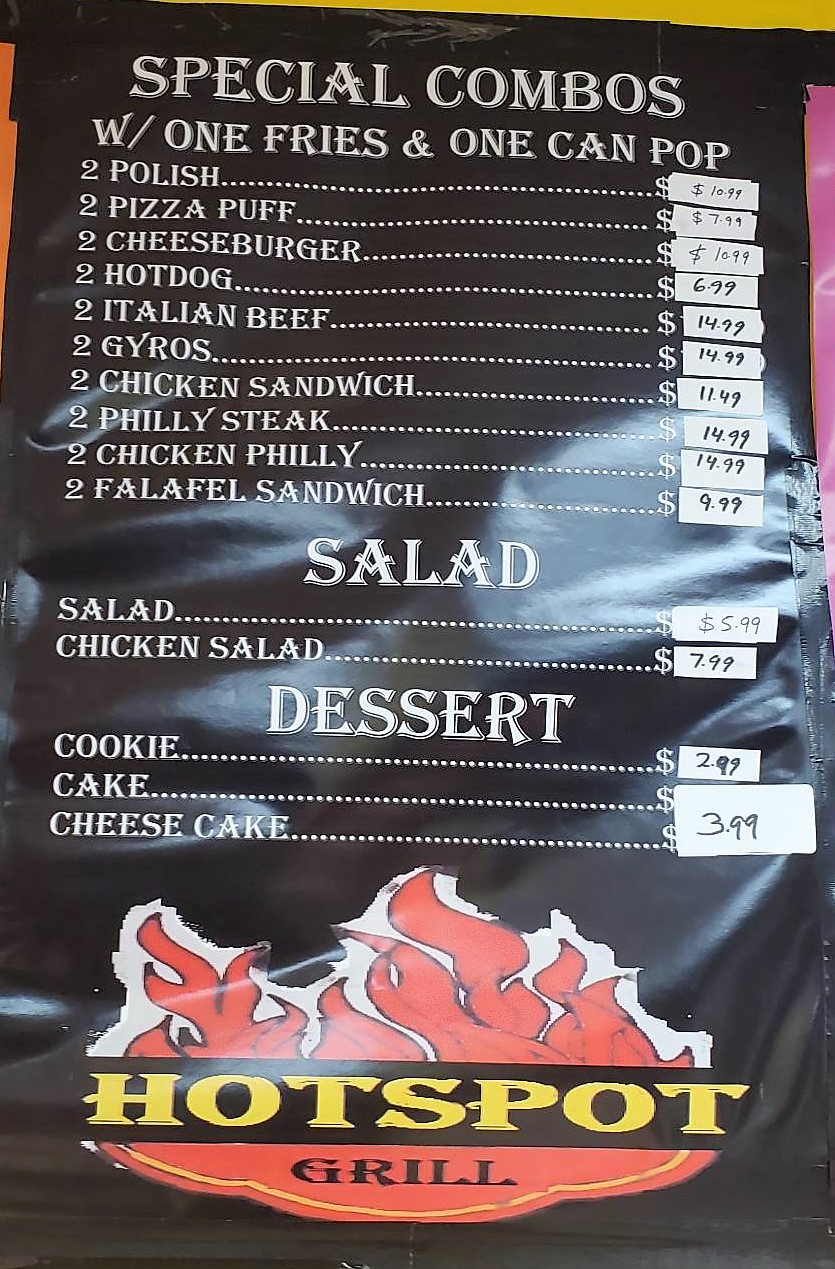 SPECIAL COMBOS
W/ ONE FRIES & ONE CAN POP
2 POLISH........................................$ $10.99
2 PIZZA PUFF........................................$ $7.99
2 CHEESEBURGER........................................$ $10.99
2 HOTDOG........................................$ 6.99
2 ITALIAN BEEF........................................$ 14.99
2 GYROS........................................$ 14.99
2 CHICKEN SANDWICH........................................$ 11.49
2 PHILLY STEAK........................................$ 14.99
2 CHICKEN PHILLY........................................$ 14.99
2 FALAFEL SANDWICH........................................$ 9.99
SALAD
SALAD........................................$ $5.99
CHICKEN SALAD........................................$ 7.99
DESSERT
COOKIE........................................$ 2.99
CAKE........................................$
CHEESE CAKE........................................$ 3.99
HOTSPOT
GRILL